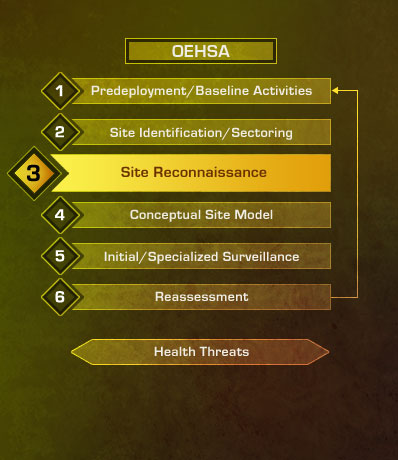 OEHSA
1 Predeployment/Baseline Activities
2 Site Identification/Sectoring
3 Site Reconnaissance
4 Conceptual Site Model
5 Initial/Specialized Surveillance
6 Reassessment
Health Threats